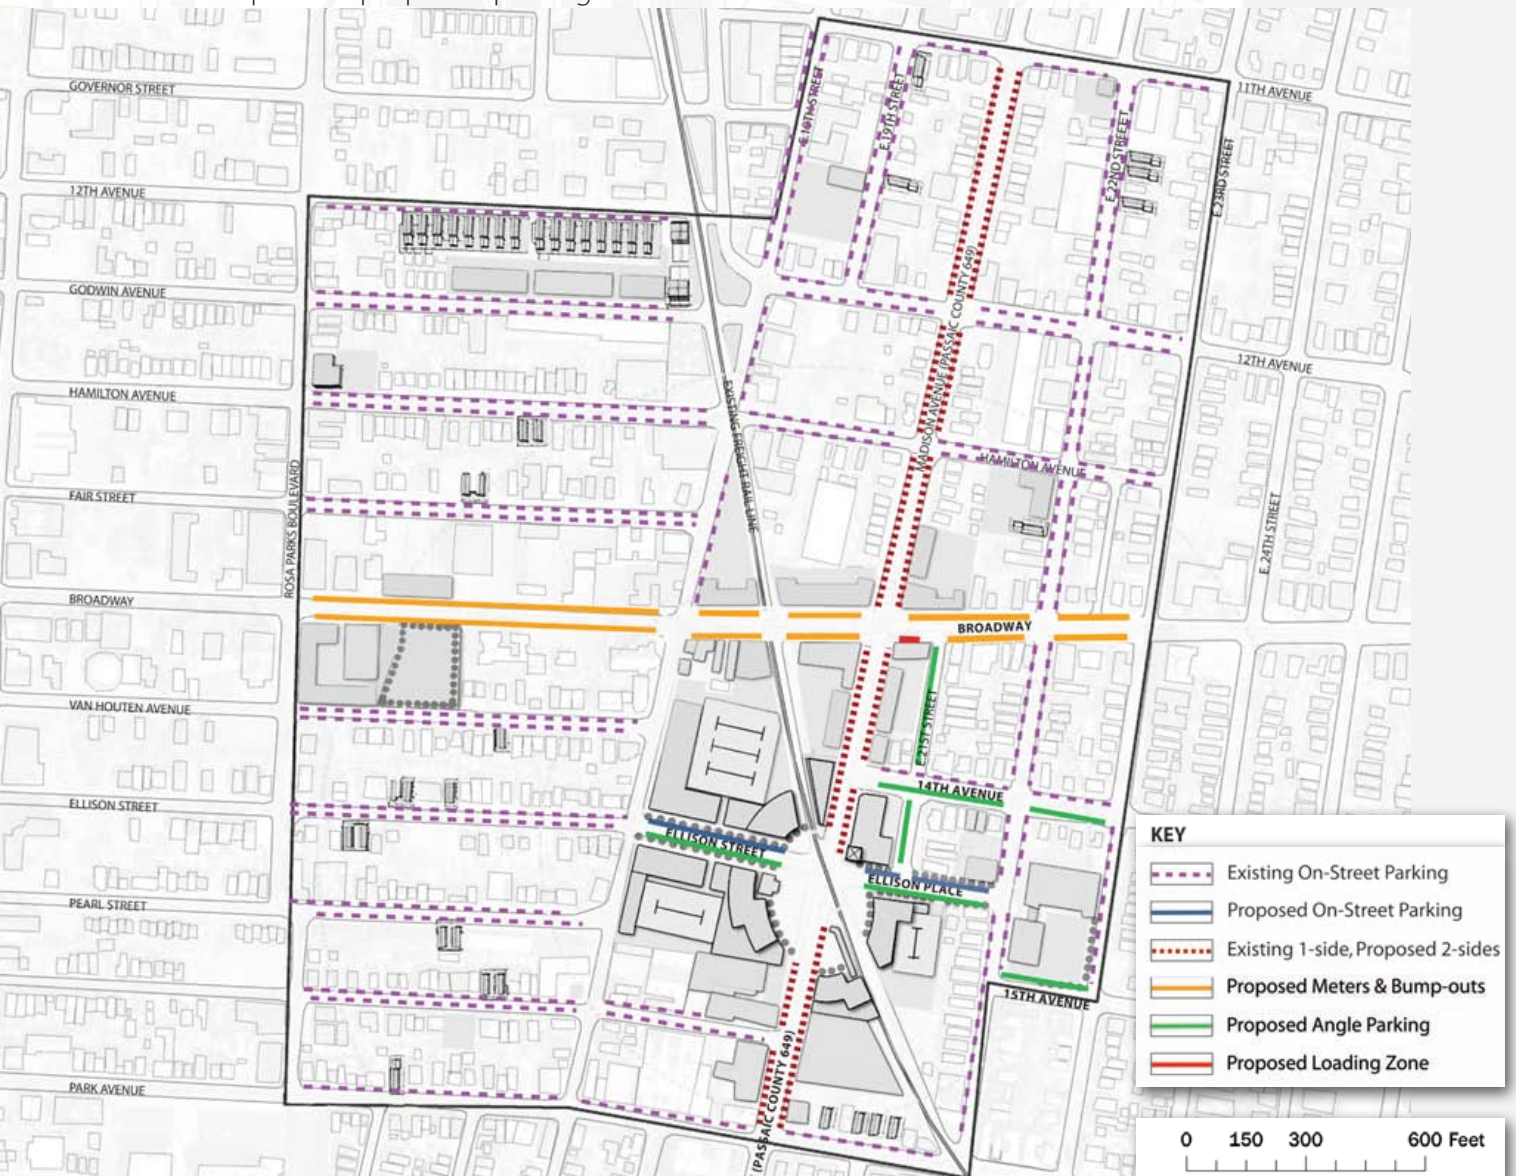 GOVERNOR STREET
12TH AVENUE
GODWIN AVENUE
HAMILTON AVENUE
FAIR STREET
BROADWAY
VAN HOUTEN AVENUE
ELLISON STREET
PEARL STREET
PARK AVENUE
ROSA PARKS BOULEVARD
EXISTING FREIGHT RAIL LINE
E.19TH STREET
MADISON AVENUE (PASSAIC COUNTY 649)
E.22ND STREEET
E.23RD STREET
11TH AVENUE
12TH AVENUE
HAMILTON AVENUE
E.24TH STREET
BROADWAY
E.21ST STREET
14TH AVENUE
ELLISON STREET
ELLISON PLACE
15TH AVENUE
(PASSAIC COUNTY 649)
KEY
Existing On-Street Parking
Proposed On-Street Parking
Existing 1-side, Proposed 2-sides
Proposed Meters & Bump-outs
Proposed Angle Parking
Proposed Loading Zone
0 150 300 600 Feet